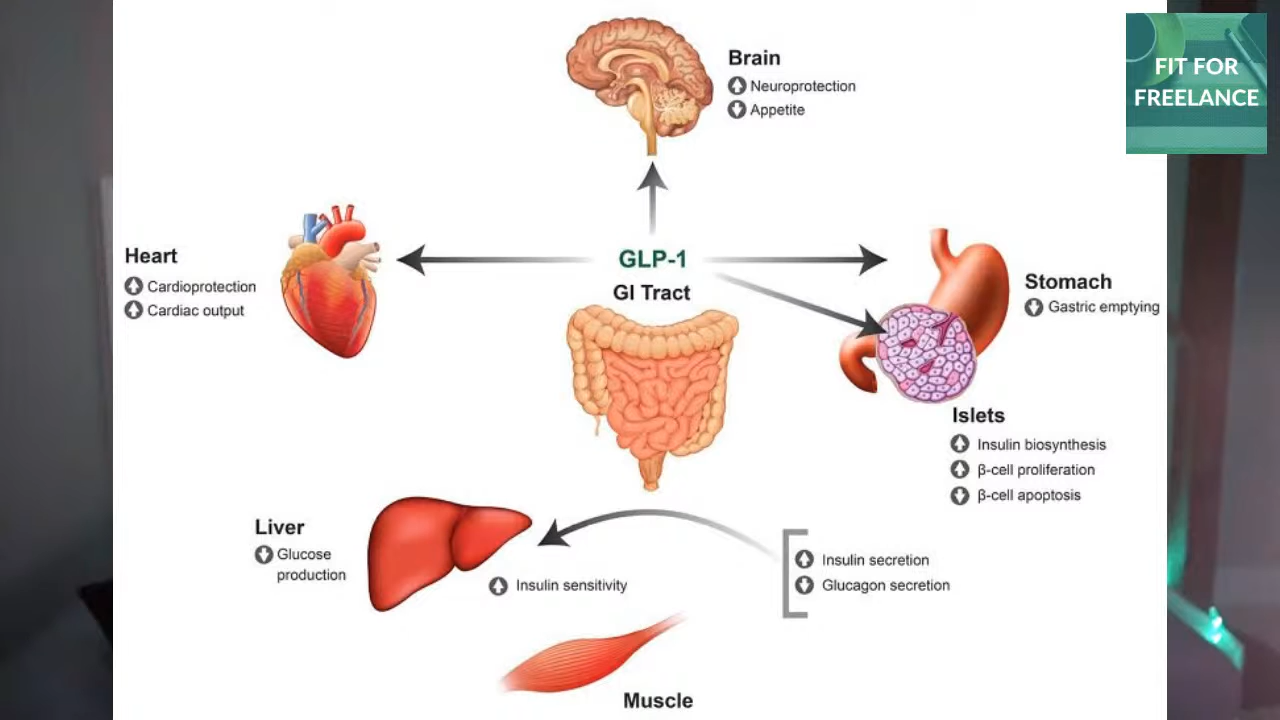 FIT FOR
FREELANCE
Brain
Neuroprotection
Appetite
Heart
Cardioprotection
Cardiac output
GLP-1
GI Tract
Stomach
Gastric emptying
Islets
Insulin biosynthesis
β-cell proliferation
β-cell apoptosis
Liver
Glucose
production
Insulin sensitivity
Insulin secretion
Glucagon secretion
Muscle